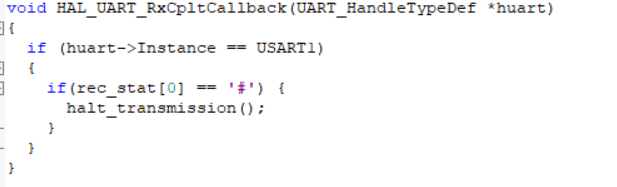 void HAL_UART_RxCpltCallback(UART_HandleTypeDef *huart)
{
  if (huart->Instance == USART1)
  {
    if(rec_stat[0] == '#') {
      halt_transmission();
    }
  }
}